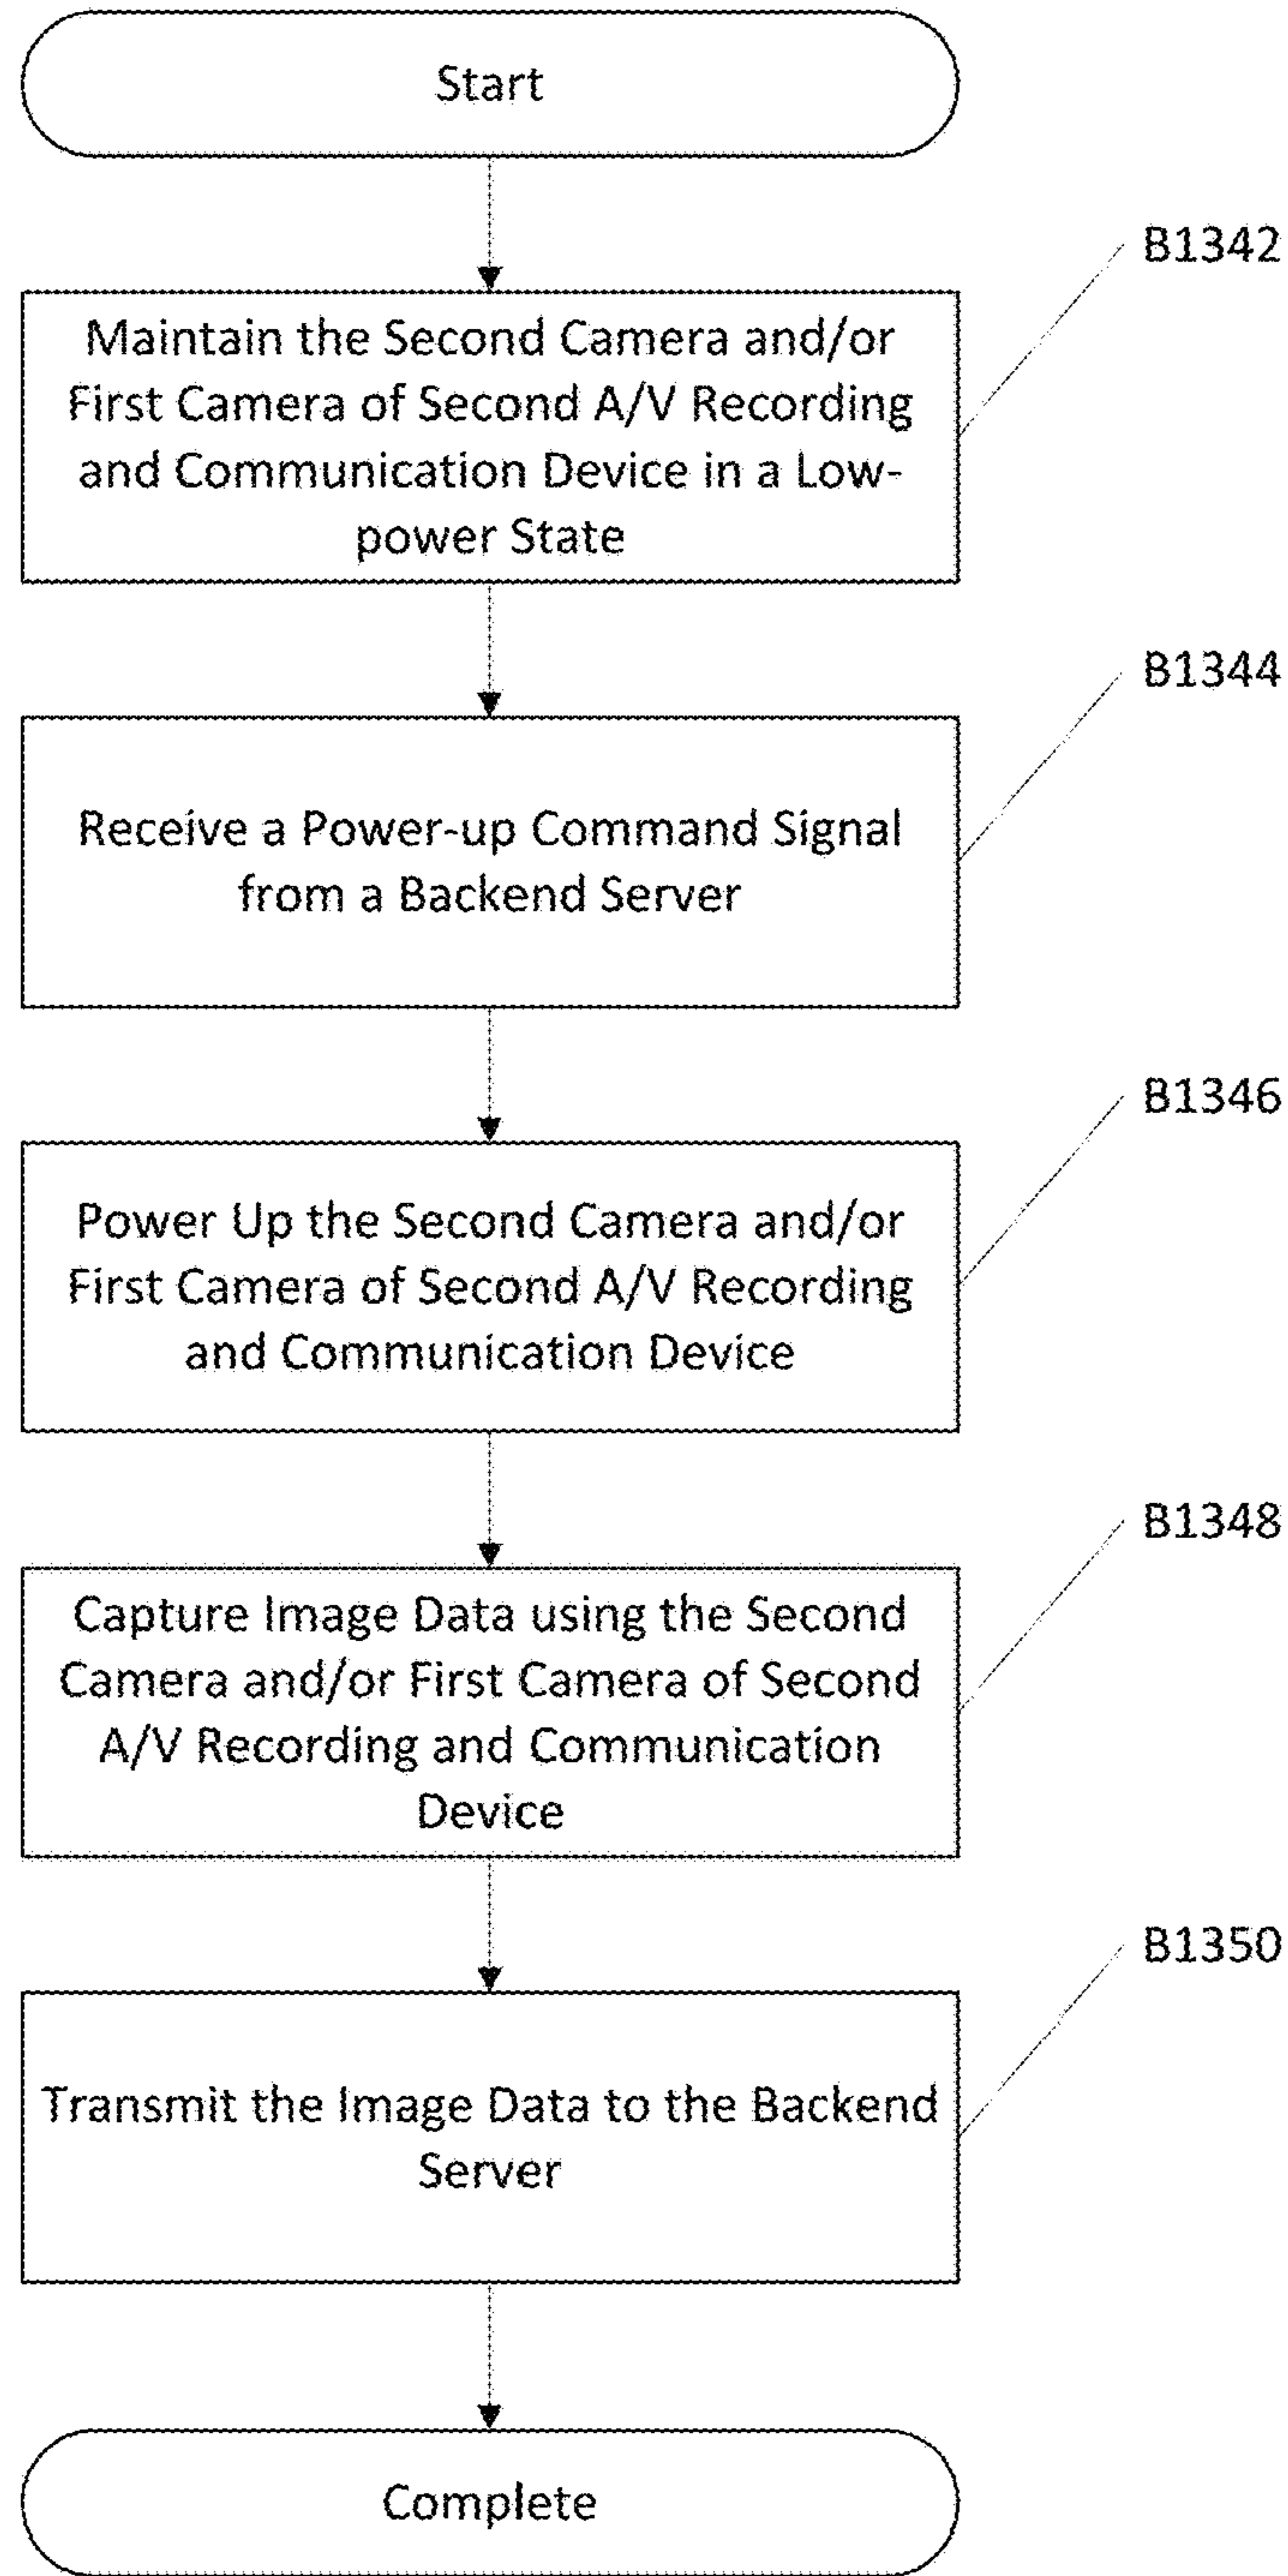 Start
B1342
Maintain the Second Camera and/or
First Camera of Second A/V Recording
and Communication Device in a Low-
power State
B1344
Receive a Power-up Command Signal
from a Backend Server
B1346
Power Up the Second Camera and/or
First Camera of Second A/V Recording
and Communication Device
B1348
Capture Image Data using the Second
Camera and/or First Camera of Second
A/V Recording and Communication
Device
B1350
Transmit the Image Data to the Backend
Server
Complete